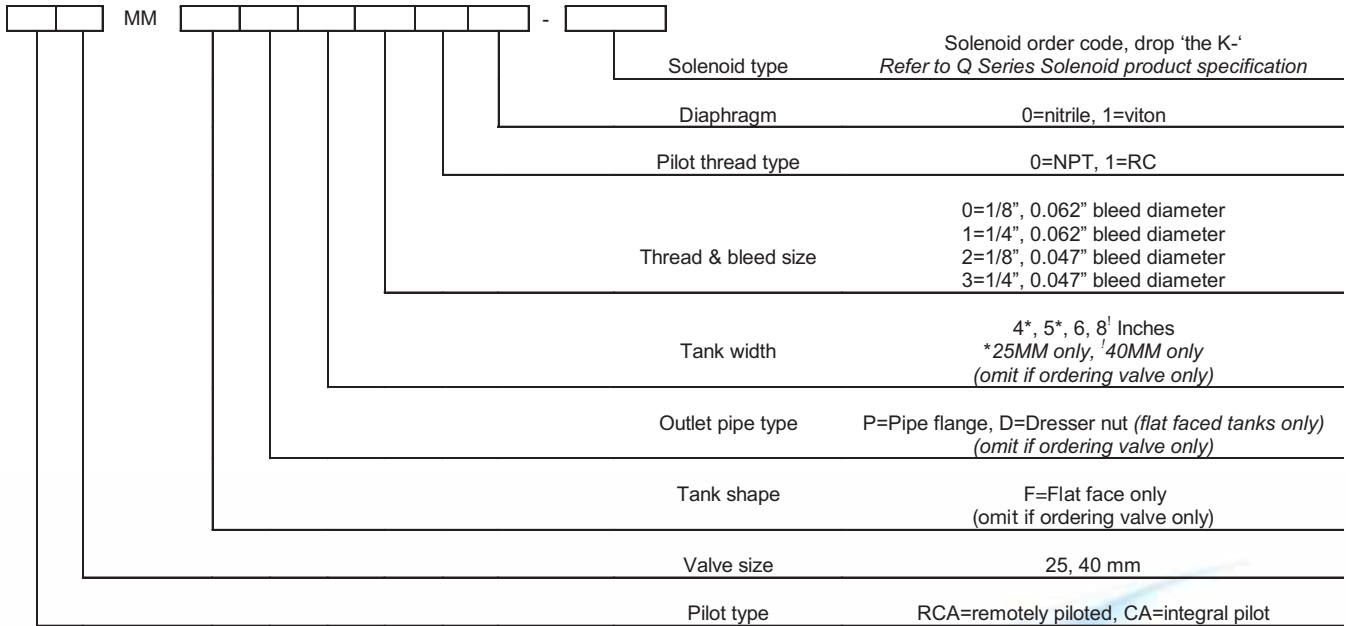 MM -
Solenoid type Solenoid order code, drop ‘the K-‘
Refer to Q Series Solenoid product specification
Diaphragm 0=nitrile, 1=viton
Pilot thread type 0=NPT, 1=RC
Thread & bleed size 0=1/8”, 0.062” bleed diameter
1=1/4”, 0.062” bleed diameter
2=1/8”, 0.047” bleed diameter
3=1/4”, 0.047” bleed diameter
Tank width 4*, 5*, 6, 8! Inches
*25MM only, !40MM only
(omit if ordering valve only)
Outlet pipe type P=Pipe flange, D=Dresser nut (flat faced tanks only)
(omit if ordering valve only)
Tank shape F=Flat face only
(omit if ordering valve only)
Valve size 25, 40 mm
Pilot type RCA=remotely piloted, CA=integral pilot